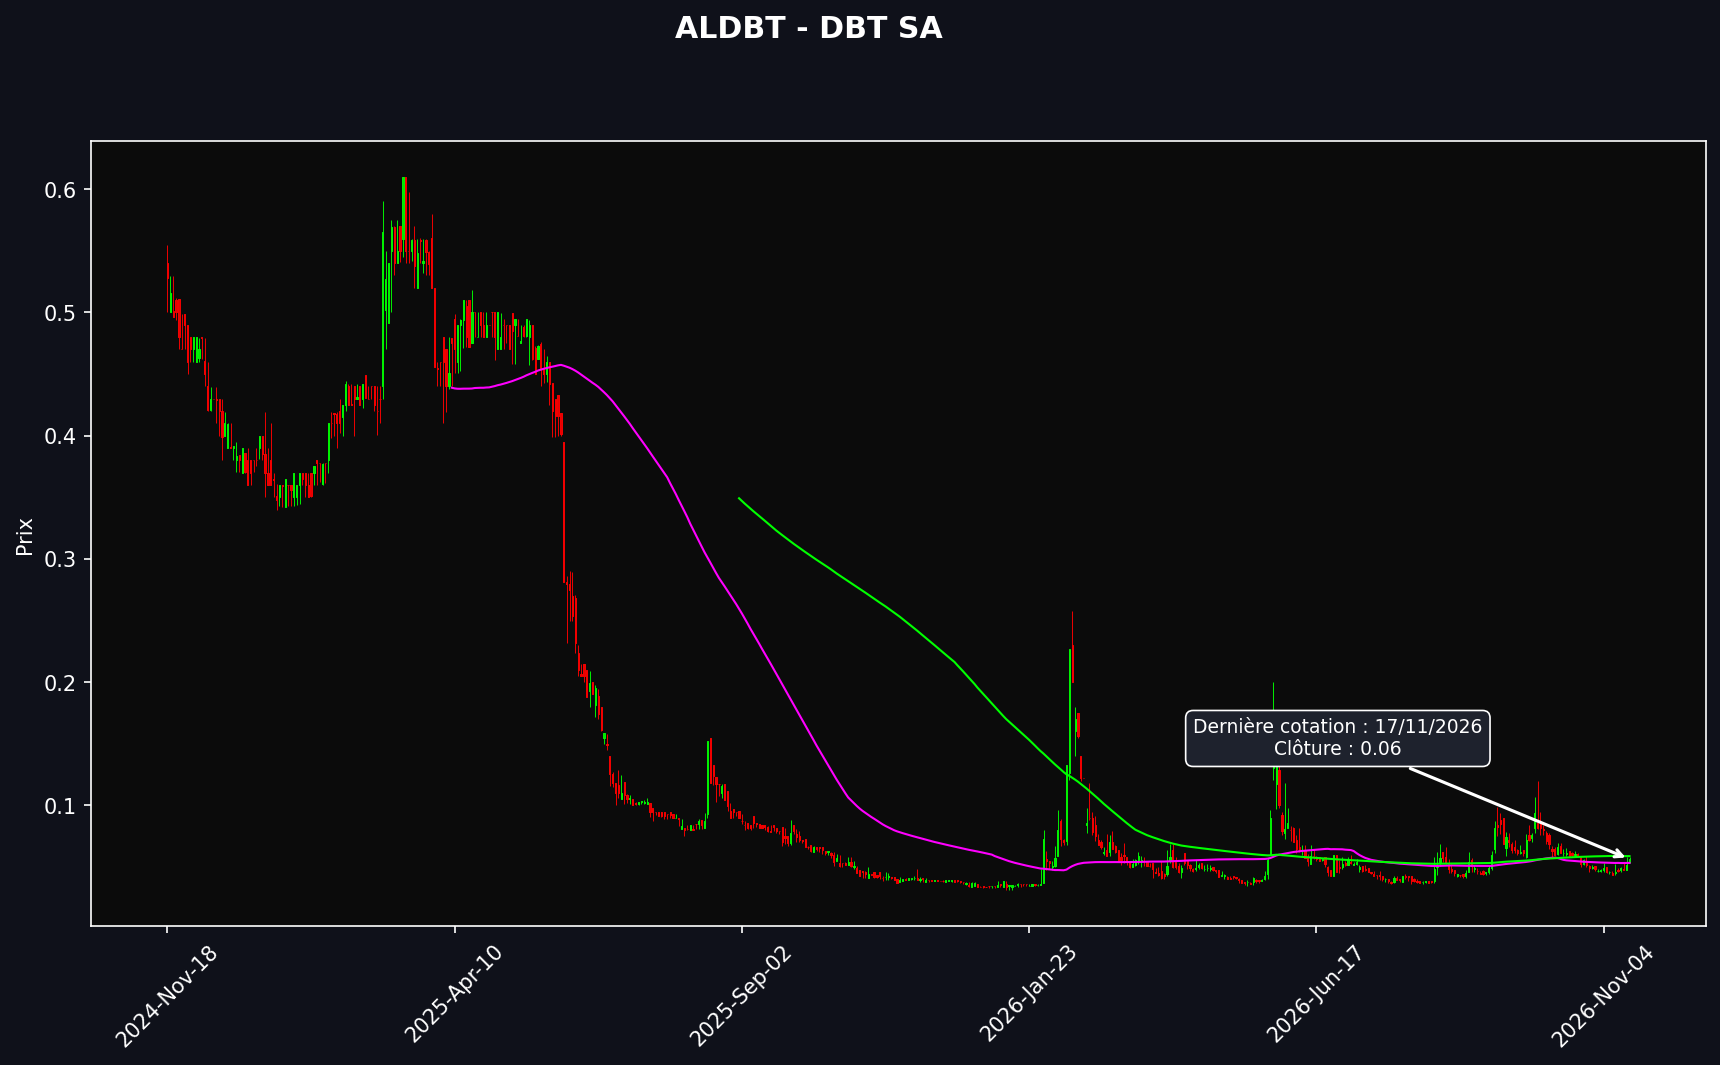 ALDBT - DBT SA
Prix
0.6
0.5
0.4
0.3
0.2
0.1
Dernière cotation : 17/11/2026
Clôture : 0.06
2024-Nov-18
2025-Apr-10
2025-Sep-02
2026-Jan-23
2026-Jun-17
2026-Nov-04